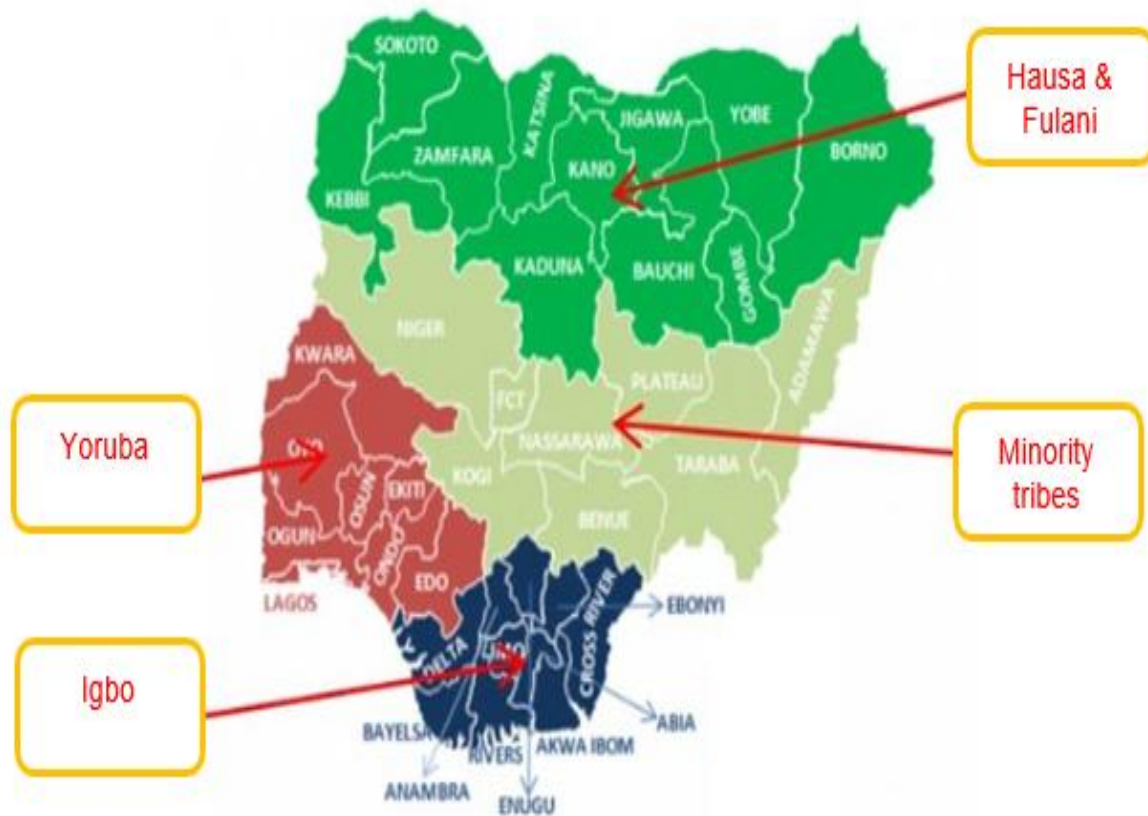 SOKOTO
KATSINA
JIGAWA
YOBE
Hausa &
Fulani
ZAMFARA
KANO
BORNO
KEBBI
KADUNA
BAUCHI
GOMBE
NIGER
ADAMAWA
KWARA
PLATEAU
FCT
Yoruba
OYO
NASSARAWA
Minority
tribes
KOGI
TARABA
OSUN
EKITI
BENUE
OGUN
ONDO
EDO
LAGOS
EBONYI
CROSS RIVER
Igbo
DELTA
IMO
ABIA
BAYELSA
RIVERS
AKWA IBOM
ANAMBRA
ENUGU